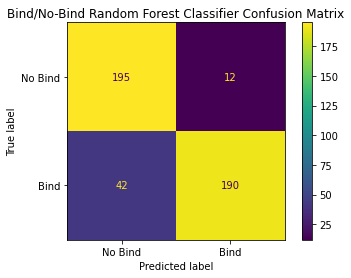 Bind/No-Bind Random Forest Classifier Confusion Matrix
True label
No Bind
Bind
195
12
42
190
No Bind
Bind
Predicted label
175
150
125
100
75
50
25